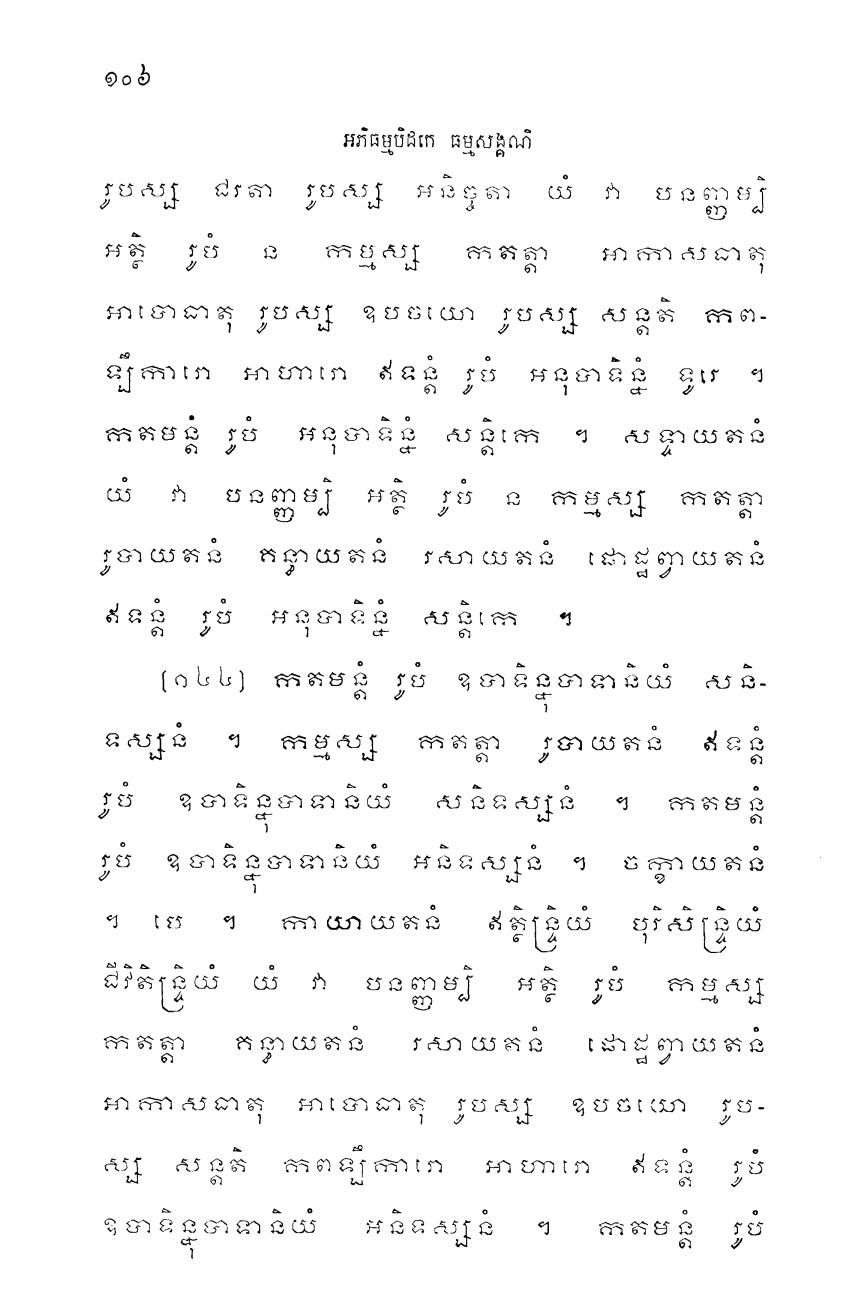 ១០៦
អភិធម្មបិដកេ ធម្មសង្គណិ
រូបស្ស ជរតា រូបស្ស អនិច្ចតា យំ វា បនញ្ញម្បិ
អត្ថិ រូបំ ន កម្មស្ស កតត្តា អាកាសធាតុ
អាបោធាតុ រូបស្ស ឧបចយោ រូបស្ស សន្តតិ កព-
ឡឹការោ អាហារោ ឥទន្តំ រូបំ អនុបាទិន្នំ ទូរេ ។
កតមន្តំ រូបំ អនុបាទិន្នំ សន្តិកេ ។ សទ្ទាយតនំ
យំ វា បនញ្ញម្បិ អត្ថិ រូបំ ន កម្មស្ស កតត្តា
រូបាយតនំ គន្ធាយតនំ រសាយតនំ ផោដ្ឋព្វាយតនំ
ឥទន្តំ រូបំ អនុបាទិន្នំ សន្តិកេ ។
[១៤៤] កតមន្តំ រូបំ ឧបាទិន្នុបាទានិយំ សនិ-
ទស្សនំ ។ កម្មស្ស កតត្តា រូបាយតនំ ឥទន្តំ
រូបំ ឧបាទិន្នុបាទានិយំ សនិទស្សនំ ។ កតមន្តំ
រូបំ ឧបាទិន្នុបាទានិយំ អនិទស្សនំ ។ ចក្ខាយតនំ
។ បេ ។ កាយាយតនំ ឥត្ថិន្ទ្រិយំ បុរិសិន្ទ្រិយំ
ជីវិតិន្ទ្រិយំ យំ វា បនញ្ញម្បិ អត្ថិ រូបំ កម្មស្ស
កតត្តា គន្ធាយតនំ រសាយតនំ ផោដ្ឋព្វាយតនំ
អាកាសធាតុ អាបោធាតុ រូបស្ស ឧបចយោ រូប-
ស្ស សន្តតិ កពឡឹការោ អាហារោ ឥទន្តំ រូបំ
ឧបាទិន្នុបាទានិយំ អនិទស្សនំ ។ កតមន្តំ រូបំ